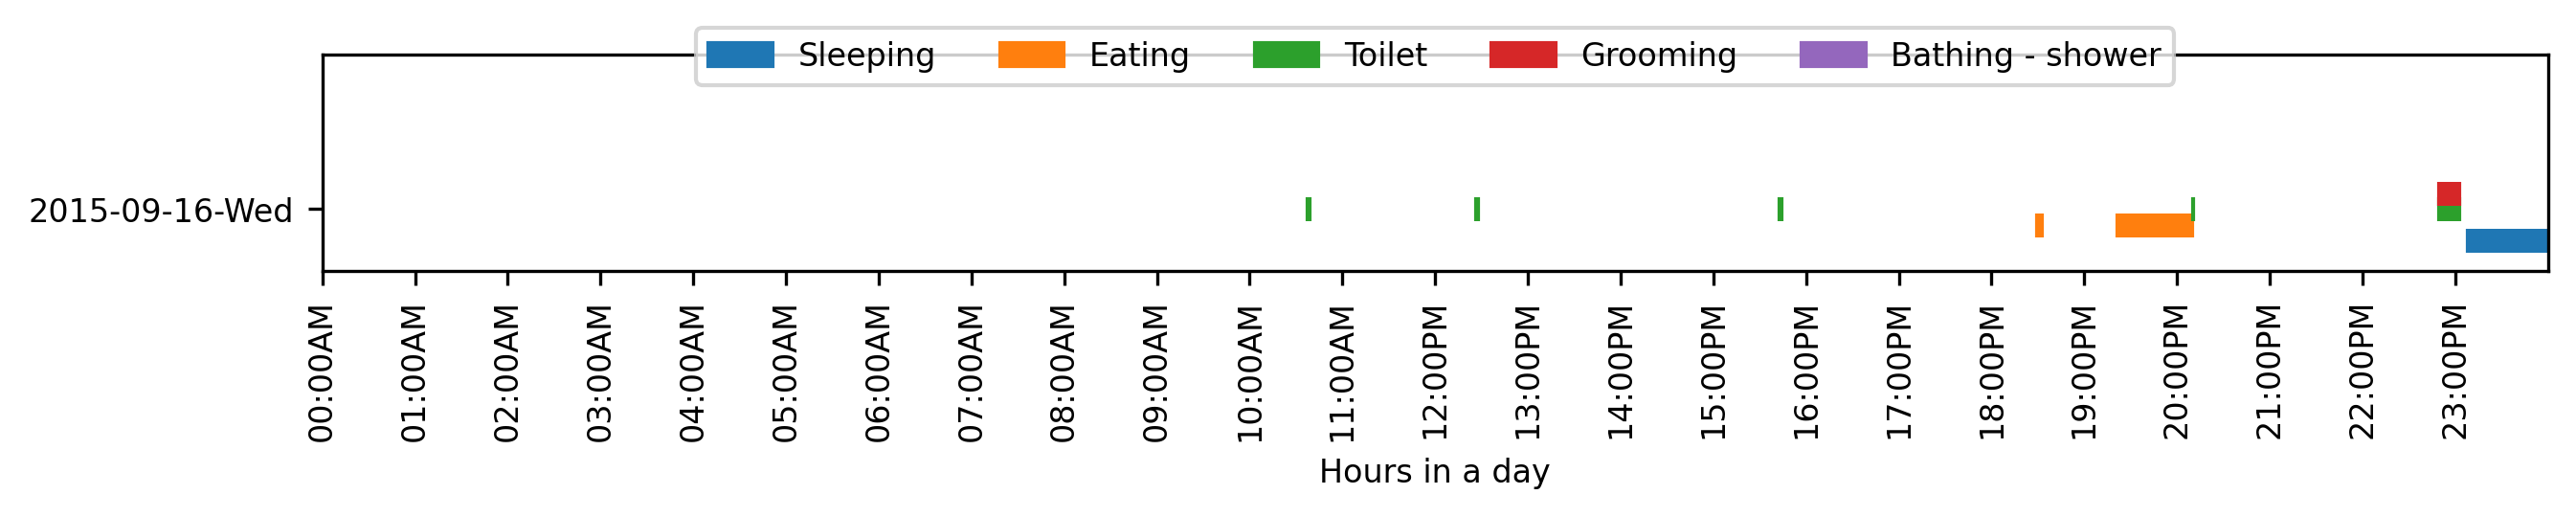 Sleeping Eating Toilet Grooming Bathing - shower
2015-09-16-Wed
00:00AM 01:00AM 02:00AM 03:00AM 04:00AM 05:00AM 06:00AM 07:00AM 08:00AM 09:00AM 10:00AM 11:00AM 12:00PM 13:00PM 14:00PM 15:00PM 16:00PM 17:00PM 18:00PM 19:00PM 20:00PM 21:00PM 22:00PM 23:00PM
Hours in a day